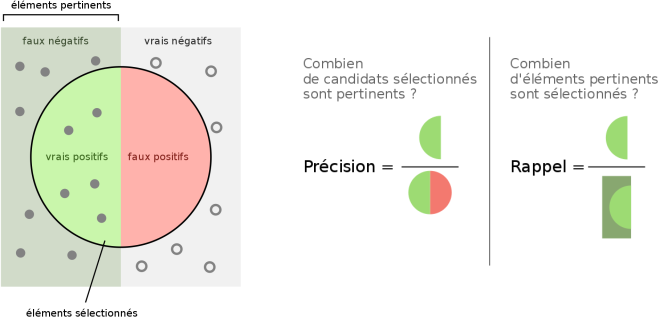 éléments pertinents
faux négatifs
vrais négatifs
vrais positifs
faux positifs
éléments sélectionnés
Combien
de candidats sélectionnés
sont pertinents ?
Précision =
Combien
d'éléments pertinents
sont sélectionnés ?
Rappel =